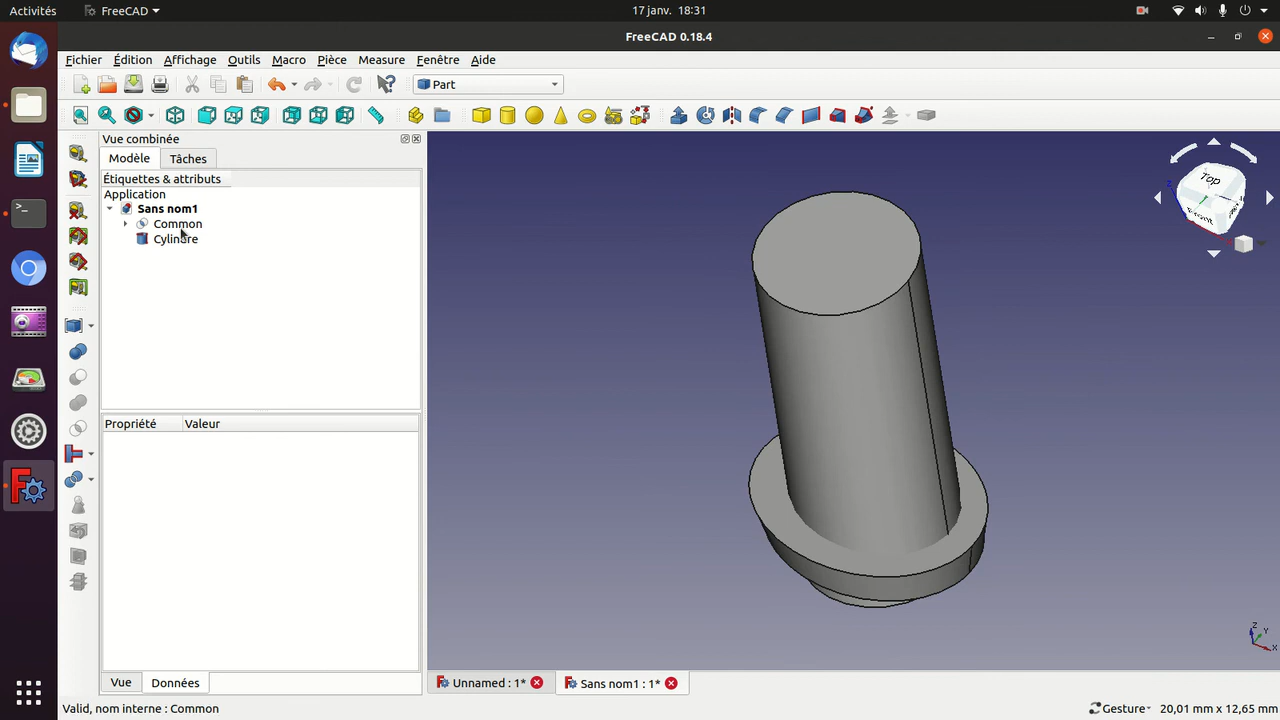 Activités
FreeCAD
17 janv. 18:31
FreeCAD 0.18.4
Fichier Édition Affichage Outils Macro Pièce Mesure Fenêtre Aide
Part
Vue combinée
Modèle Tâches
Étiquettes & attributs
Application
Sans nom1
Common
Cylindre
Propriété Valeur
Top
Z
Z
Y
X
Vue Données
Unnamed : 1*
Sans nom1 : 1*
Valid, nom interne : Common
Gesture
20,01 mm x 12,65 mm